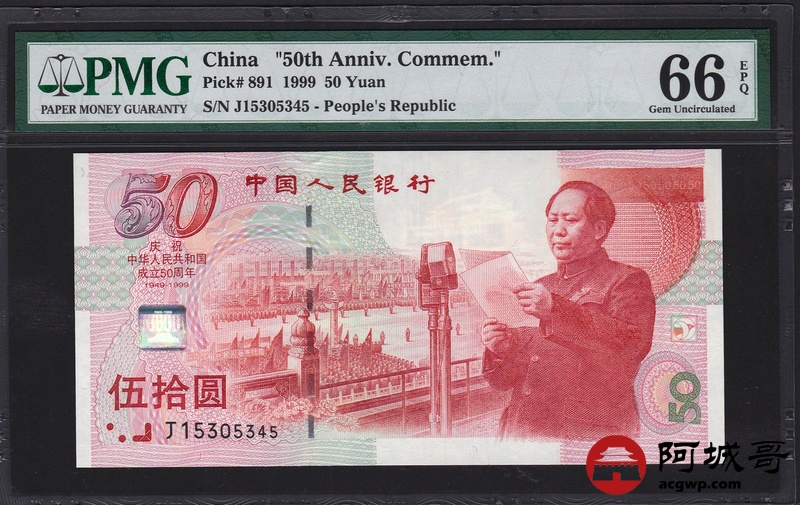 PMG
PAPER MONEY GUARANTY
China "50th Anniv. Commem."
Pick# 891 1999 50 Yuan
S/N J15305345 - People's Republic
66
EPQ
Gem Uncirculated
50
中国人民银行
庆祝
中华人民共和国
成立50周年
1949-1999
伍拾圆
J15305345
50
阿城哥
acgwp.com